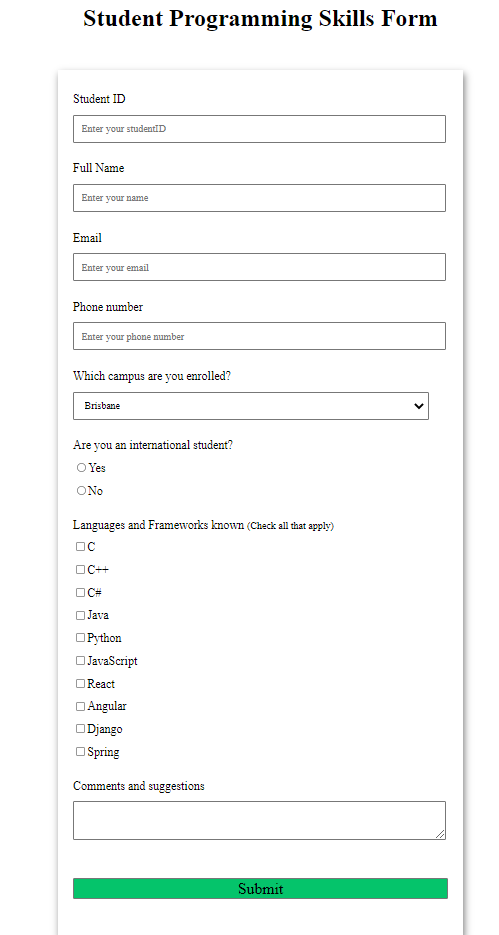 Student Programming Skills Form
Student ID
Enter your studentID
Full Name
Enter your name
Email
Enter your email
Phone number
Enter your phone number
Which campus are you enrolled?
Brisbane
Are you an international student?
Yes
No
Languages and Frameworks known (Check all that apply)
C
C++
C#
Java
Python
JavaScript
React
Angular
Django
Spring
Comments and suggestions
Submit